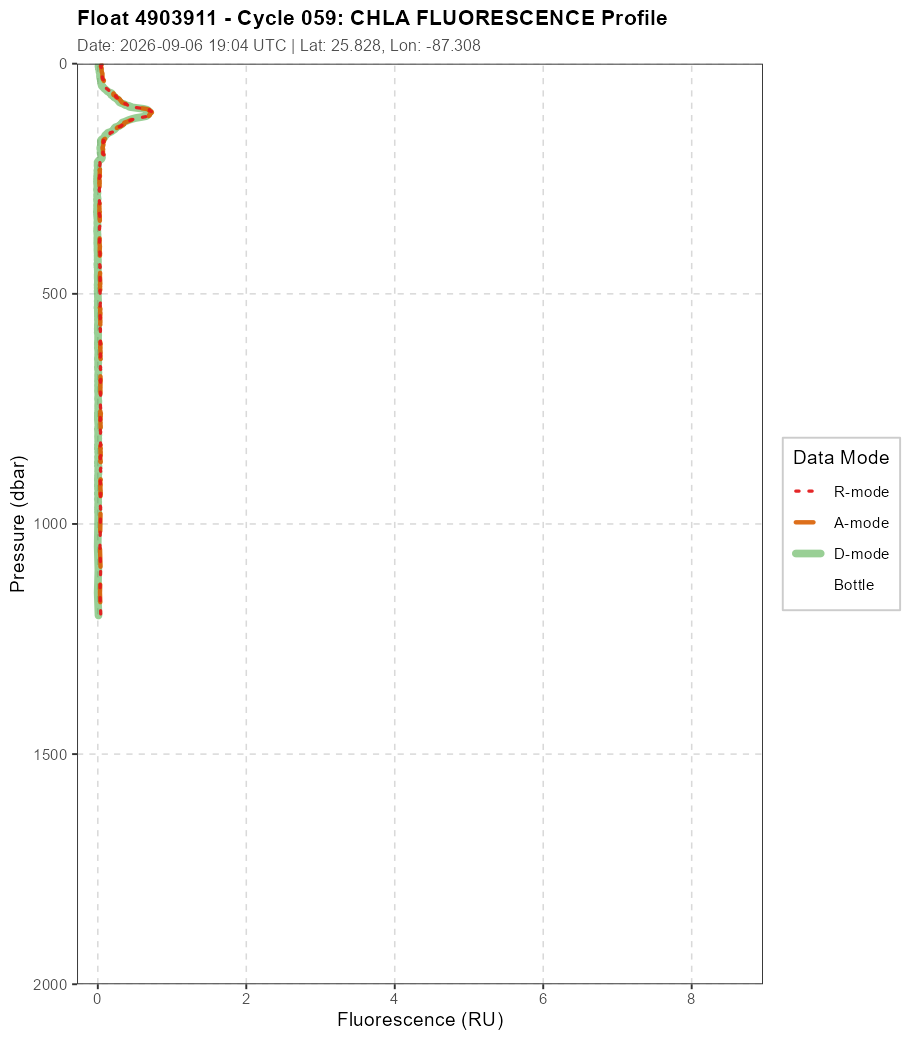 Float 4903911 - Cycle 059: CHLA FLUORESCENCE Profile
Date: 2026-09-06 19:04 UTC | Lat: 25.828, Lon: -87.308
0
500
1000
1500
2000
Pressure (dbar)
0 2 4 6 8
Fluorescence (RU)
Data Mode
R-mode
A-mode
D-mode
Bottle